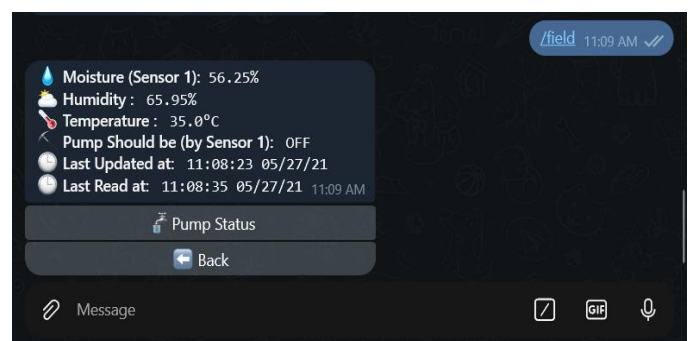 /field 11:09 AM
Moisture (Sensor 1): 56.25%
Humidity : 65.95%
Temperature : 35.0°C
Pump Should be (by Sensor 1): OFF
Last Updated at: 11:08:23 05/27/21
Last Read at: 11:08:35 05/27/21 11:09 AM
Pump Status
Back
Message
GIF